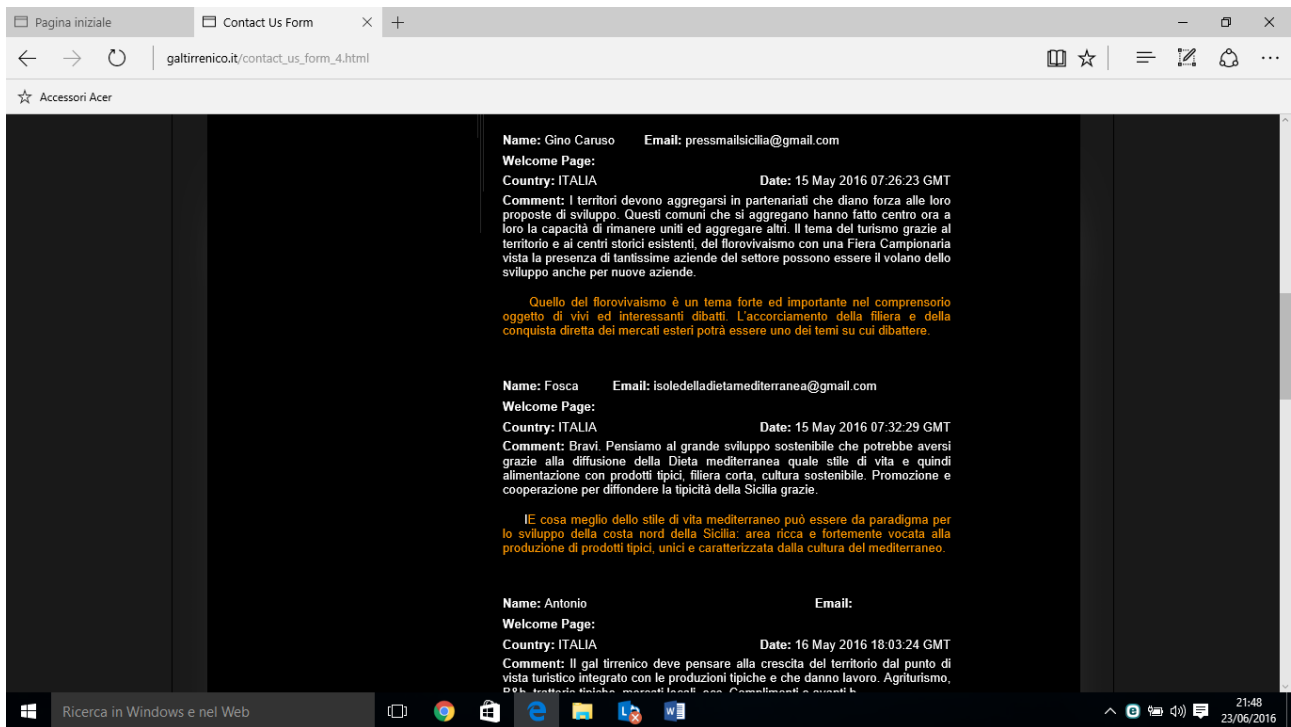 Pagina iniziale
Contact Us Form
galtirrenico.it/contact_us_form_4.html
Accessori Acer
Name: Gino Caruso Email: pressmailsicilia@gmail.com
Welcome Page:
Country: ITALIA Date: 15 May 2016 07:26:23 GMT
Comment: I territori devono aggregarsi in partenariati che diano forza alle loro
proposte di sviluppo. Questi comuni che si aggregano hanno fatto centro ora a
loro la capacità di rimanere uniti ed aggregare altri. Il tema del turismo grazie al
territorio e ai centri storici esistenti, del florovivaismo con una Fiera Campionaria
vista la presenza di tantissime aziende del settore possono essere il volano dello
sviluppo anche per nuove aziende.
Quello del florovivaismo è un tema forte ed importante nel comprensorio
oggetto di vivi ed interessanti dibatti. L'accorciamento della filiera e della
conquista diretta dei mercati esteri potrà essere uno dei temi su cui dibattere.
Name: Fosca Email: isoledelladietamediterranea@gmail.com
Welcome Page:
Country: ITALIA Date: 15 May 2016 07:32:29 GMT
Comment: Bravi. Pensiamo al grande sviluppo sostenibile che potrebbe aversi
grazie alla diffusione della Dieta mediterranea quale stile di vita e quindi
alimentazione con prodotti tipici, filiera corta, cultura sostenibile. Promozione e
cooperazione per diffondere la tipicità della Sicilia grazie.
IE cosa meglio dello stile di vita mediterraneo può essere da paradigma per
lo sviluppo della costa nord della Sicilia: area ricca e fortemente vocata alla
produzione di prodotti tipici, unici e caratterizzata dalla cultura del mediterraneo.
Name: Antonio Email:
Welcome Page:
Country: ITALIA Date: 16 May 2016 18:03:24 GMT
Comment: Il gal tirrenico deve pensare alla crescita del territorio dal punto di
vista turistico integrato con le produzioni tipiche e che danno lavoro. Agriturismo,
B&b, trattorie tipiche, mercati locali, ecc. Complimenti e avanti
Ricerca in Windows e nel Web
21:48
23/06/2016